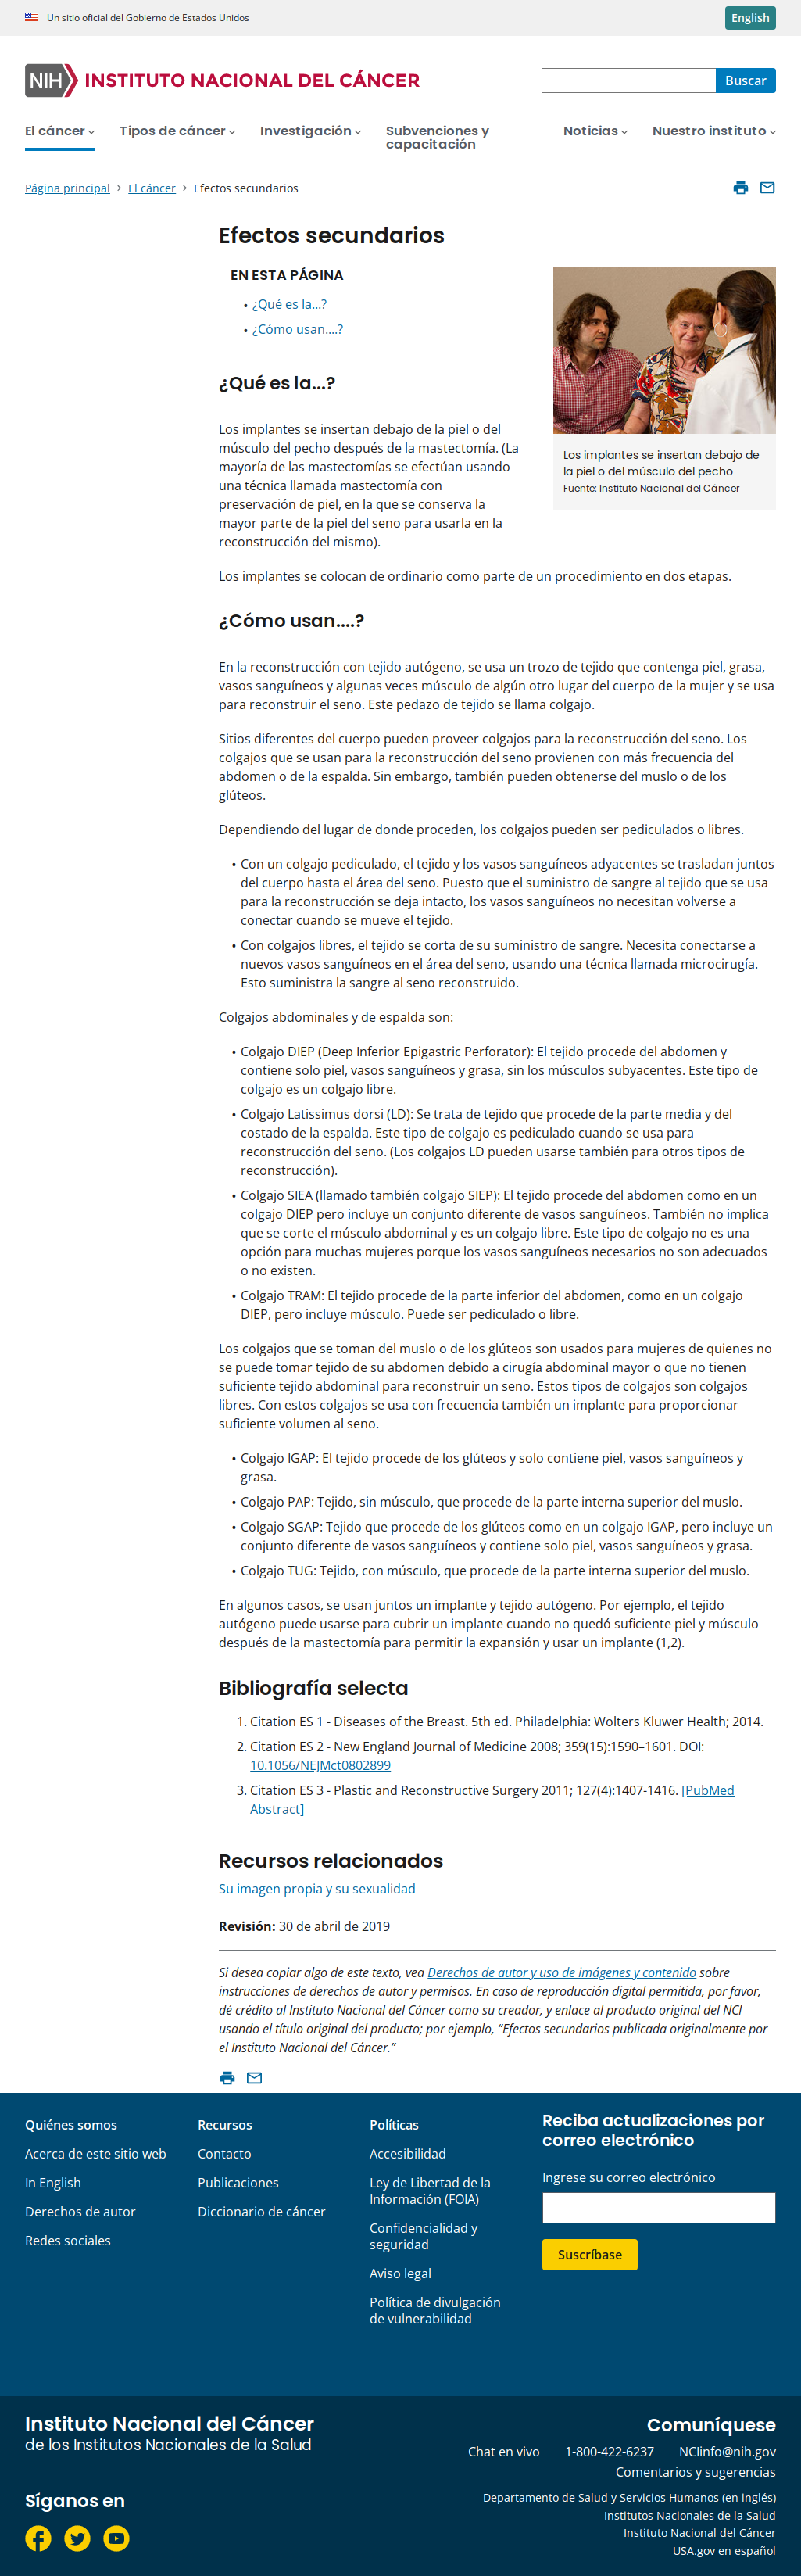 Un sitio oficial del Gobierno de Estados Unidos
English
NIH INSTITUTO NACIONAL DEL CÁNCER
Buscar
El cáncer
Tipos de cáncer
Investigación
Subvenciones y
capacitación
Noticias
Nuestro instituto
Página principal > El cáncer > Efectos secundarios
Efectos secundarios
EN ESTA PÁGINA
• ¿Qué es la...?
• ¿Cómo usan....?
¿Qué es la...?
Los implantes se insertan debajo de la piel o del
músculo del pecho después de la mastectomía. (La
mayoría de las mastectomías se efectúan usando
una técnica llamada mastectomía con
preservación de piel, en la que se conserva la
mayor parte de la piel del seno para usarla en la
reconstrucción del mismo).
Los implantes se insertan debajo de
la piel o del músculo del pecho
Fuente: Instituto Nacional del Cáncer
Los implantes se colocan de ordinario como parte de un procedimiento en dos etapas.
¿Cómo usan....?
En la reconstrucción con tejido autógeno, se usa un trozo de tejido que contenga piel, grasa,
vasos sanguíneos y algunas veces músculo de algún otro lugar del cuerpo de la mujer y se usa
para reconstruir el seno. Este pedazo de tejido se llama colgajo.
Sitios diferentes del cuerpo pueden proveer colgajos para la reconstrucción del seno. Los
colgajos que se usan para la reconstrucción del seno provienen con más frecuencia del
abdomen o de la espalda. Sin embargo, también pueden obtenerse del muslo o de los
glúteos.
Dependiendo del lugar de donde proceden, los colgajos pueden ser pediculados o libres.
• Con un colgajo pediculado, el tejido y los vasos sanguíneos adyacentes se trasladan juntos
del cuerpo hasta el área del seno. Puesto que el suministro de sangre al tejido que se usa
para la reconstrucción se deja intacto, los vasos sanguíneos no necesitan volverse a
conectar cuando se mueve el tejido.
• Con colgajos libres, el tejido se corta de su suministro de sangre. Necesita conectarse a
nuevos vasos sanguíneos en el área del seno, usando una técnica llamada microcirugía.
Esto suministra la sangre al seno reconstruido.
Colgajos abdominales y de espalda son:
• Colgajo DIEP (Deep Inferior Epigastric Perforator): El tejido procede del abdomen y
contiene solo piel, vasos sanguíneos y grasa, sin los músculos subyacentes. Este tipo de
colgajo es un colgajo libre.
• Colgajo Latissimus dorsi (LD): Se trata de tejido que procede de la parte media y del
costado de la espalda. Este tipo de colgajo es pediculado cuando se usa para
reconstrucción del seno. (Los colgajos LD pueden usarse también para otros tipos de
reconstrucción).
• Colgajo SIEA (llamado también colgajo SIEP): El tejido procede del abdomen como en un
colgajo DIEP pero incluye un conjunto diferente de vasos sanguíneos. También no implica
que se corte el músculo abdominal y es un colgajo libre. Este tipo de colgajo no es una
opción para muchas mujeres porque los vasos sanguíneos necesarios no son adecuados
o no existen.
• Colgajo TRAM: El tejido procede de la parte inferior del abdomen, como en un colgajo
DIEP, pero incluye músculo. Puede ser pediculado o libre.
Los colgajos que se toman del muslo o de los glúteos son usados para mujeres de quienes no
se puede tomar tejido de su abdomen debido a cirugía abdominal mayor o que no tienen
suficiente tejido abdominal para reconstruir un seno. Estos tipos de colgajos son colgajos
libres. Con estos colgajos se usa con frecuencia también un implante para proporcionar
suficiente volumen al seno.
• Colgajo IGAP: El tejido procede de los glúteos y solo contiene piel, vasos sanguíneos y
grasa.
• Colgajo PAP: Tejido, sin músculo, que procede de la parte interna superior del muslo.
• Colgajo SGAP: Tejido que procede de los glúteos como en un colgajo IGAP, pero incluye un
conjunto diferente de vasos sanguíneos y contiene solo piel, vasos sanguíneos y grasa.
• Colgajo TUG: Tejido, con músculo, que procede de la parte interna superior del muslo.
En algunos casos, se usan juntos un implante y tejido autógeno. Por ejemplo, el tejido
autógeno puede usarse para cubrir un implante cuando no quedó suficiente piel y músculo
después de la mastectomía para permitir la expansión y usar un implante (1,2).
Bibliografía selecta
1. Citation ES 1 - Diseases of the Breast. 5th ed. Philadelphia: Wolters Kluwer Health; 2014.
2. Citation ES 2 - New England Journal of Medicine 2008; 359(15):1590–1601. DOI:
10.1056/NEJMct0802899
3. Citation ES 3 - Plastic and Reconstructive Surgery 2011; 127(4):1407-1416. [PubMed
Abstract]
Recursos relacionados
Su imagen propia y su sexualidad
Revisión: 30 de abril de 2019
Si desea copiar algo de este texto, vea Derechos de autor y uso de imágenes y contenido sobre
instrucciones de derechos de autor y permisos. En caso de reproducción digital permitida, por favor,
dé crédito al Instituto Nacional del Cáncer como su creador, y enlace al producto original del NCI
usando el título original del producto; por ejemplo, “Efectos secundarios publicada originalmente por
el Instituto Nacional del Cáncer.”
Quiénes somos
Acerca de este sitio web
In English
Derechos de autor
Redes sociales
Recursos
Contacto
Publicaciones
Diccionario de cáncer
Políticas
Accesibilidad
Ley de Libertad de la
Información (FOIA)
Confidencialidad y
seguridad
Aviso legal
Política de divulgación
de vulnerabilidad
Reciba actualizaciones por
correo electrónico
Ingrese su correo electrónico
Suscríbase
Instituto Nacional del Cáncer
de los Institutos Nacionales de la Salud
Síganos en
Comuníquese
Chat en vivo 1-800-422-6237 NCIinfo@nih.gov
Comentarios y sugerencias
Departamento de Salud y Servicios Humanos (en inglés)
Institutos Nacionales de la Salud
Instituto Nacional del Cáncer
USA.gov en español